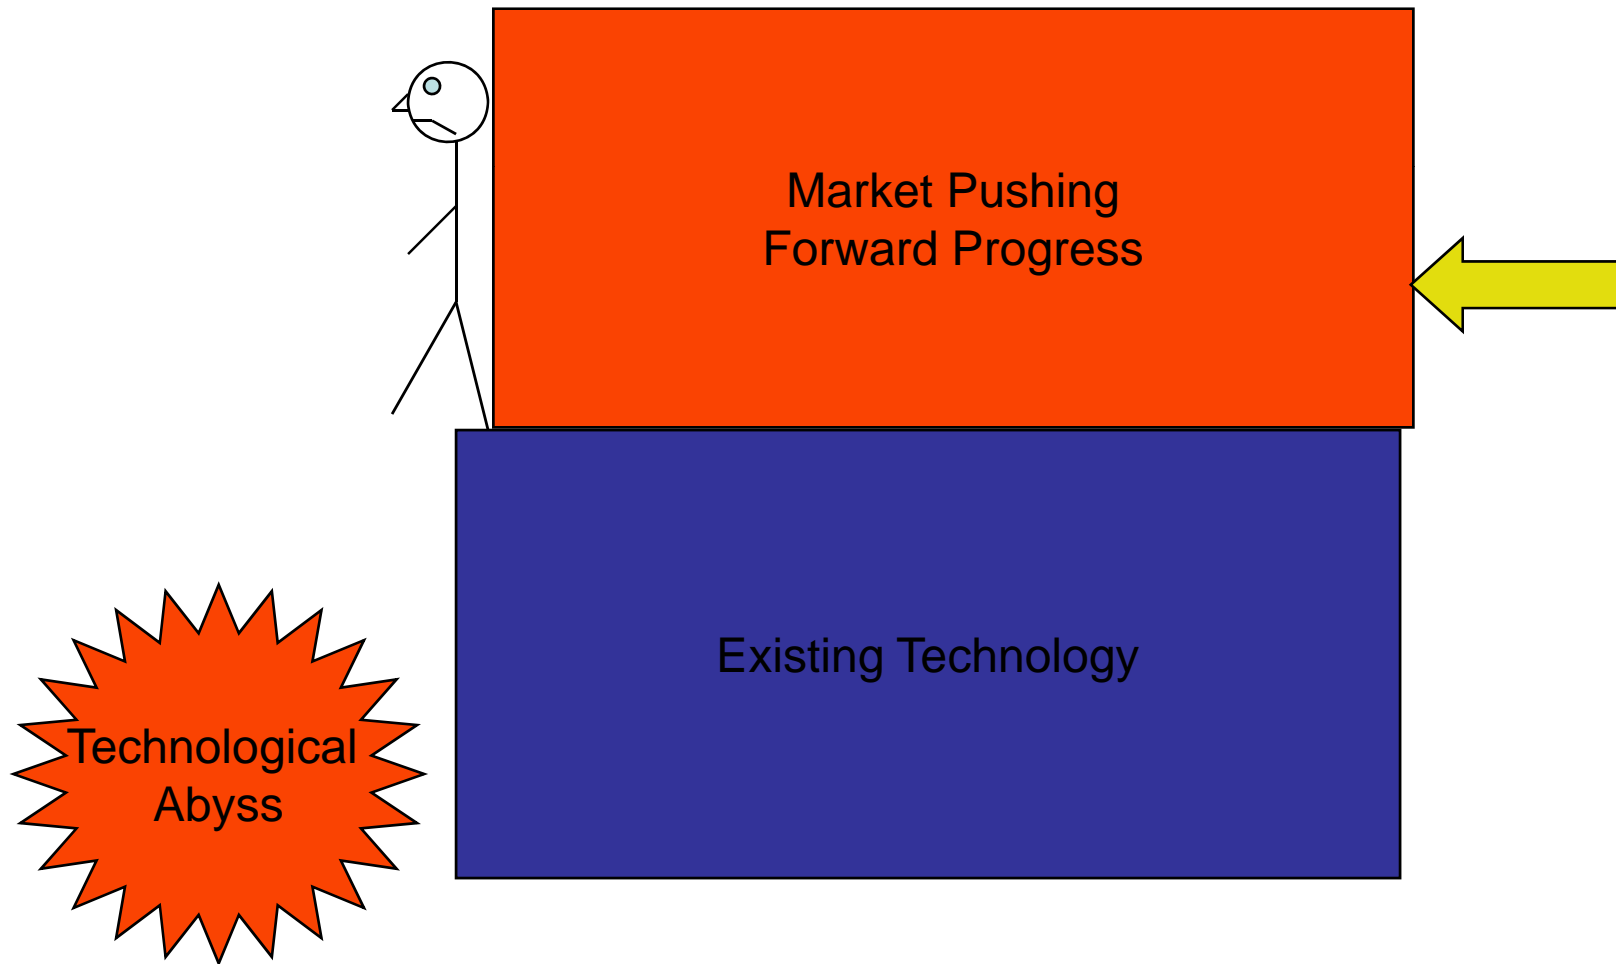 Market Pushing
Forward Progress
Existing Technology
Technological
Abyss